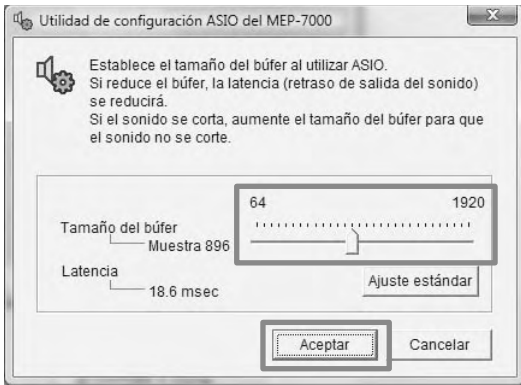 Utilidad de configuración ASIO del MEP-7000
Establece el tamaño del búfer al utilizar ASIO.
Si reduce el búfer, la latencia (retraso de salida del sonido)
se reducirá.
Si el sonido se corta, aumente el tamaño del búfer para que
el sonido no se corte.
64 1920
Tamaño del búfer
Muestra 896
Latencia
18.6 msec
Ajuste estándar
Aceptar Cancelar